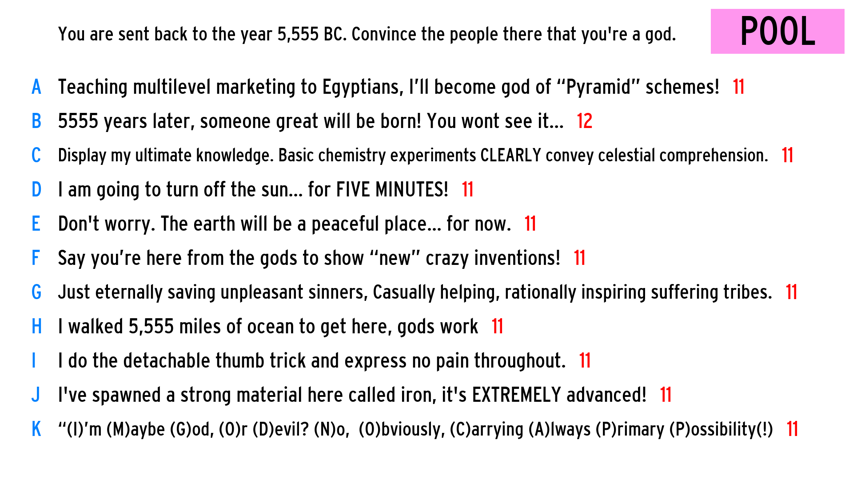 You are sent back to the year 5,555 BC. Convince the people there that you're a god.
POOL
A Teaching multilevel marketing to Egyptians, I’ll become god of “Pyramid” schemes! 11
B 5555 years later, someone great will be born! You wont see it... 12
C Display my ultimate knowledge. Basic chemistry experiments CLEARLY convey celestial comprehension. 11
D I am going to turn off the sun... for FIVE MINUTES! 11
E Don't worry. The earth will be a peaceful place... for now. 11
F Say you’re here from the gods to show “new” crazy inventions! 11
G Just eternally saving unpleasant sinners, Casually helping, rationally inspiring suffering tribes. 11
H I walked 5,555 miles of ocean to get here, gods work 11
I I do the detachable thumb trick and express no pain throughout. 11
J I've spawned a strong material here called iron, it's EXTREMELY advanced! 11
K “(I)’m (M)aybe (G)od, (O)r (D)evil? (N)o, (O)bviously, (C)arrying (A)lways (P)rimary (P)ossibility(!) 11